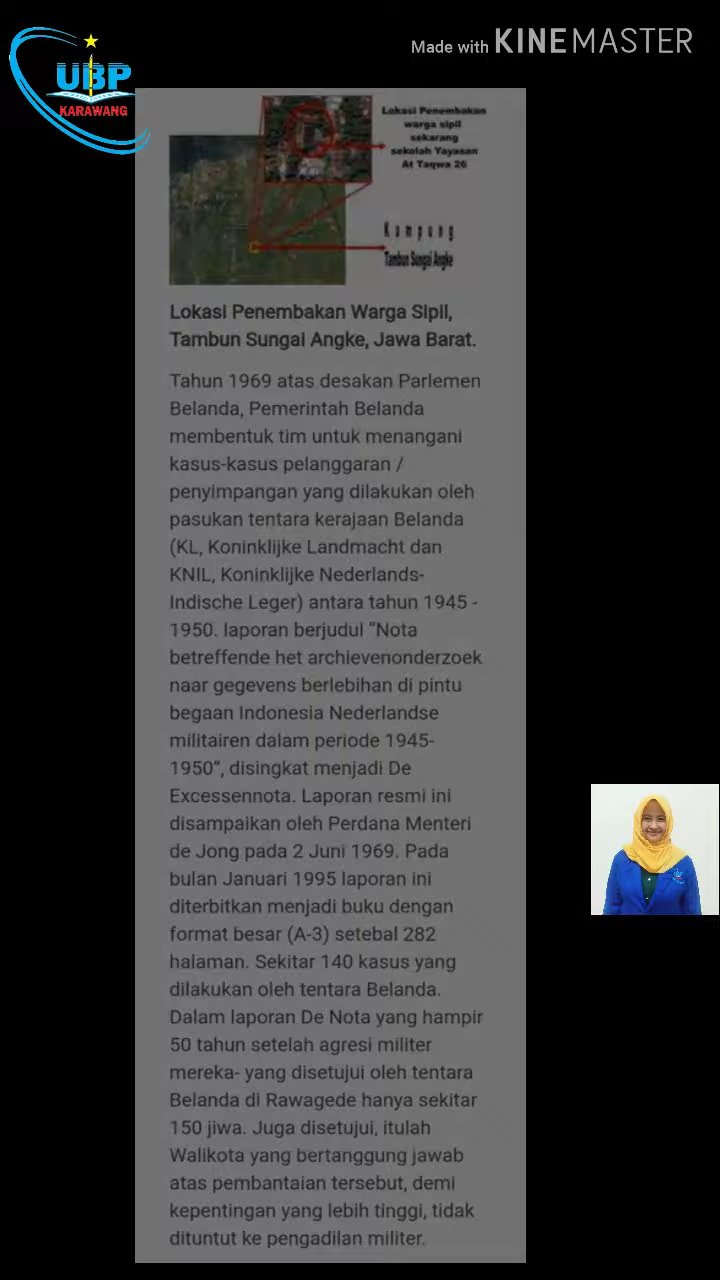 Made with KINEMASTER
UBP
KARAWANG
Lokasi Penembakan
warga sipil
sekarang
sekolah Yayasan
At Taqwa 26
Kampung
Tambun Sungai Angke
Lokasi Penembakan Warga Sipil,
Tambun Sungai Angke, Jawa Barat.
Tahun 1969 atas desakan Parlemen
Belanda, Pemerintah Belanda
membentuk tim untuk menangani
kasus-kasus pelanggaran /
penyimpangan yang dilakukan oleh
pasukan tentara kerajaan Belanda
(KL, Koninklijke Landmacht dan
KNIL, Koninklijke Nederlands-
Indische Leger) antara tahun 1945 -
1950. laporan berjudul “Nota
betreffende het archievenonderzoek
naar gegevens berlebihan di pintu
begaan Indonesia Nederlandse
militairen dalam periode 1945-
1950”, disingkat menjadi De
Excessennota. Laporan resmi ini
disampaikan oleh Perdana Menteri
de Jong pada 2 Juni 1969. Pada
bulan Januari 1995 laporan ini
diterbitkan menjadi buku dengan
format besar (A-3) setebal 282
halaman. Sekitar 140 kasus yang
dilakukan oleh tentara Belanda.
Dalam laporan De Nota yang hampir
50 tahun setelah agresi militer
mereka- yang disetujui oleh tentara
Belanda di Rawagede hanya sekitar
150 jiwa. Juga disetujui, itulah
Walikota yang bertanggung jawab
atas pembantaian tersebut, demi
kepentingan yang lebih tinggi, tidak
dituntut ke pengadilan militer.